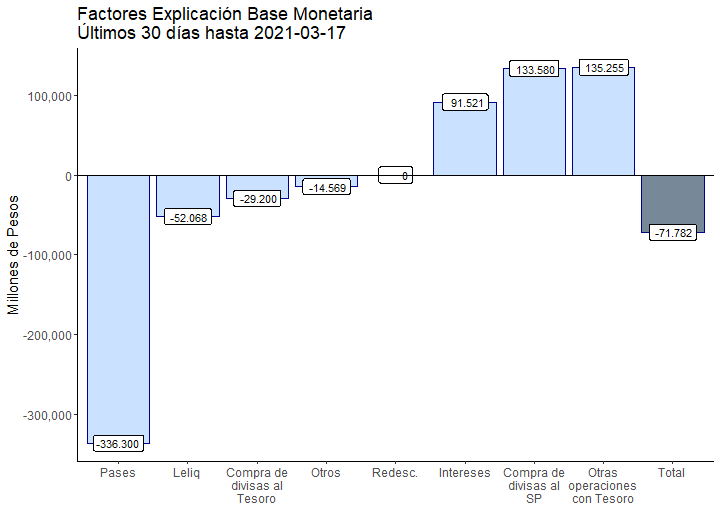 Factores Explicación Base Monetaria
Últimos 30 días hasta 2021-03-17
Millones de Pesos
100,000
0
-100,000
-200,000
-300,000
-336.300
-52.068
-29.200
-14.569
0
91.521
133.580
135.255
-71.782
Pases
Leliq
Compra de
divisas al
Tesoro
Otros
Redesc.
Intereses
Compra de
divisas al
SP
Otras
operaciones
con Tesoro
Total